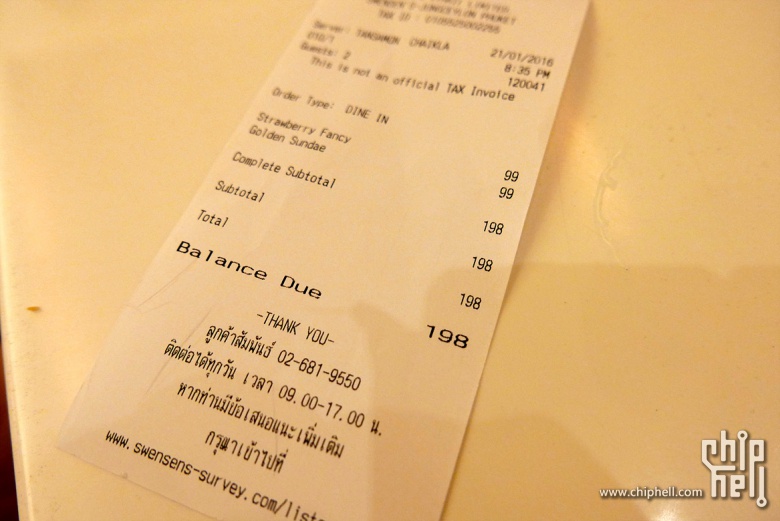 LIMITED
SWENSEN'S-JUNGCEYLON PHUKET
TAX ID : 0105525002255
Server: TANGAMON CHAIKLA 21/01/2016
010/1 8:35 PM
Guests: 2 120041
This is not an official TAX Invoice
Order Type: DINE IN
Strawberry Fancy 99
Golden Sundae 99
Complete Subtotal 198
Subtotal 198
Total 198
Balance Due 198
-THANK YOU-
ลูกค้าสัมพันธ์ 02-681-9550
ติดต่อได้ทุกวัน เวลา 09.00-17.00 น.
หากท่านมีข้อเสนอแนะเพิ่มเติม
กรุณาเข้าไปที่
www.swensens-survey.com/liste
chip
hell
www.chiphell.com